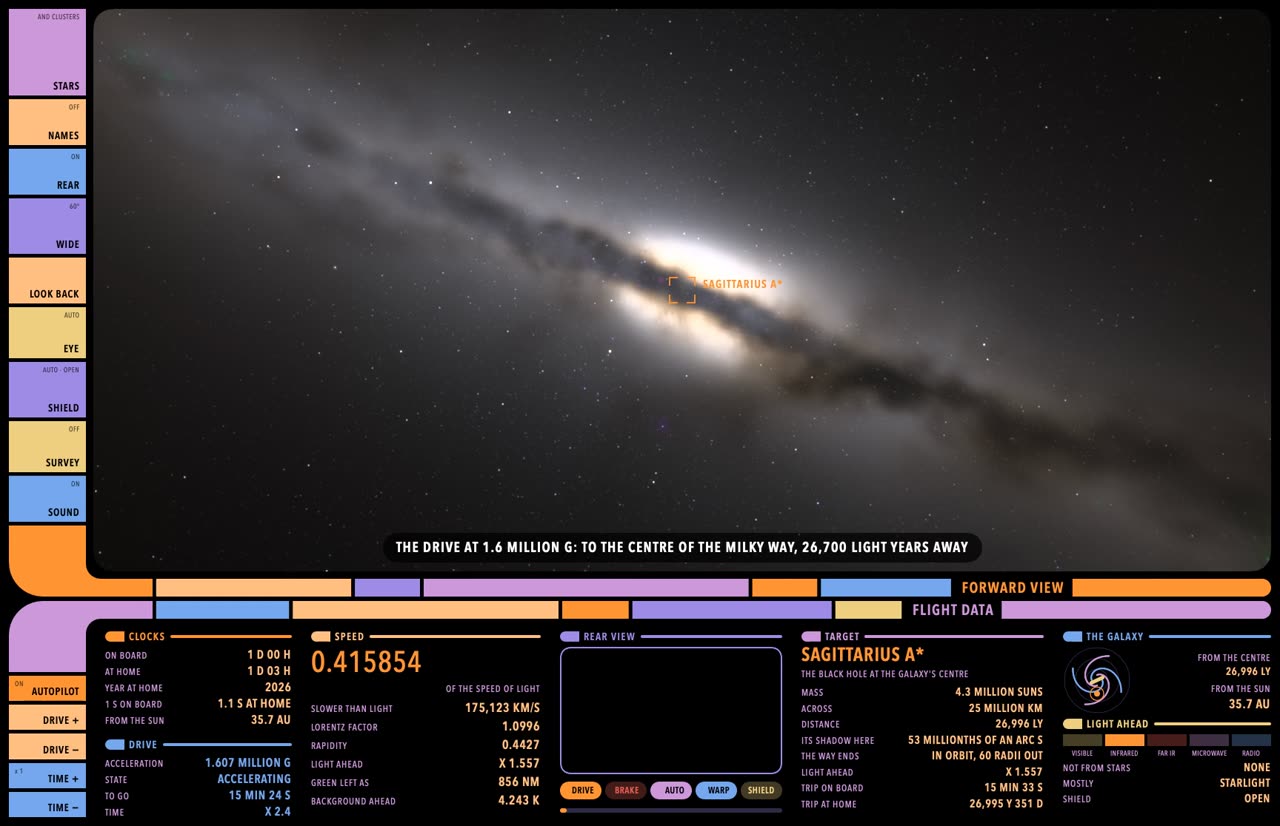 AND CLUSTERS
STARS
OFF
NAMES
ON
REAR
60°
WIDE
LOOK BACK
AUTO
EYE
AUTO · OPEN
SHIELD
OFF
SURVEY
ON
SOUND
SAGITTARIUS A*
THE DRIVE AT 1.6 MILLION G: TO THE CENTRE OF THE MILKY WAY, 26,700 LIGHT YEARS AWAY
FORWARD VIEW
FLIGHT DATA
ON
AUTOPILOT
DRIVE +
DRIVE –
x 1
TIME +
TIME –
CLOCKS
ON BOARD 1 D 00 H
AT HOME 1 D 03 H
YEAR AT HOME 2026
1 S ON BOARD 1.1 S AT HOME
FROM THE SUN 35.7 AU
DRIVE
ACCELERATION 1.607 MILLION G
STATE ACCELERATING
TO GO 15 MIN 24 S
TIME X 2.4
SPEED
0.415854
OF THE SPEED OF LIGHT
SLOWER THAN LIGHT 175,123 KM/S
LORENTZ FACTOR 1.0996
RAPIDITY 0.4427
LIGHT AHEAD X 1.557
GREEN LEFT AS 856 NM
BACKGROUND AHEAD 4.243 K
REAR VIEW
DRIVE BRAKE AUTO WARP SHIELD
TARGET
SAGITTARIUS A*
THE BLACK HOLE AT THE GALAXY'S CENTRE
MASS 4.3 MILLION SUNS
ACROSS 25 MILLION KM
DISTANCE 26,996 LY
ITS SHADOW HERE 53 MILLIONTHS OF AN ARC S
THE WAY ENDS IN ORBIT, 60 RADII OUT
LIGHT AHEAD X 1.557
TRIP ON BOARD 15 MIN 33 S
TRIP AT HOME 26,995 Y 351 D
THE GALAXY
FROM THE CENTRE
26,996 LY
FROM THE SUN
35.7 AU
LIGHT AHEAD
VISIBLE INFRARED FAR IR MICROWAVE RADIO
NOT FROM STARS NONE
MOSTLY STARLIGHT
SHIELD OPEN